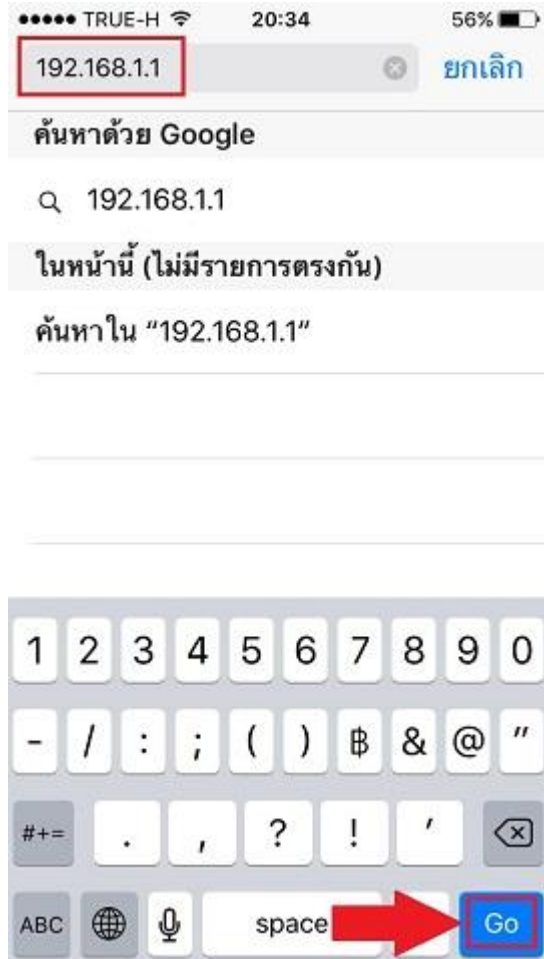 TRUE-H 20:34 56%
192.168.1.1 ยกเลิก
ค้นหาด้วย Google
192.168.1.1
ในหน้านี้ (ไม่มีรายการตรงกัน)
ค้นหาใน “192.168.1.1”
1 2 3 4 5 6 7 8 9 0
- / : ; ( ) ฿ & @ "
#+= . , ? ! '
ABC space Go